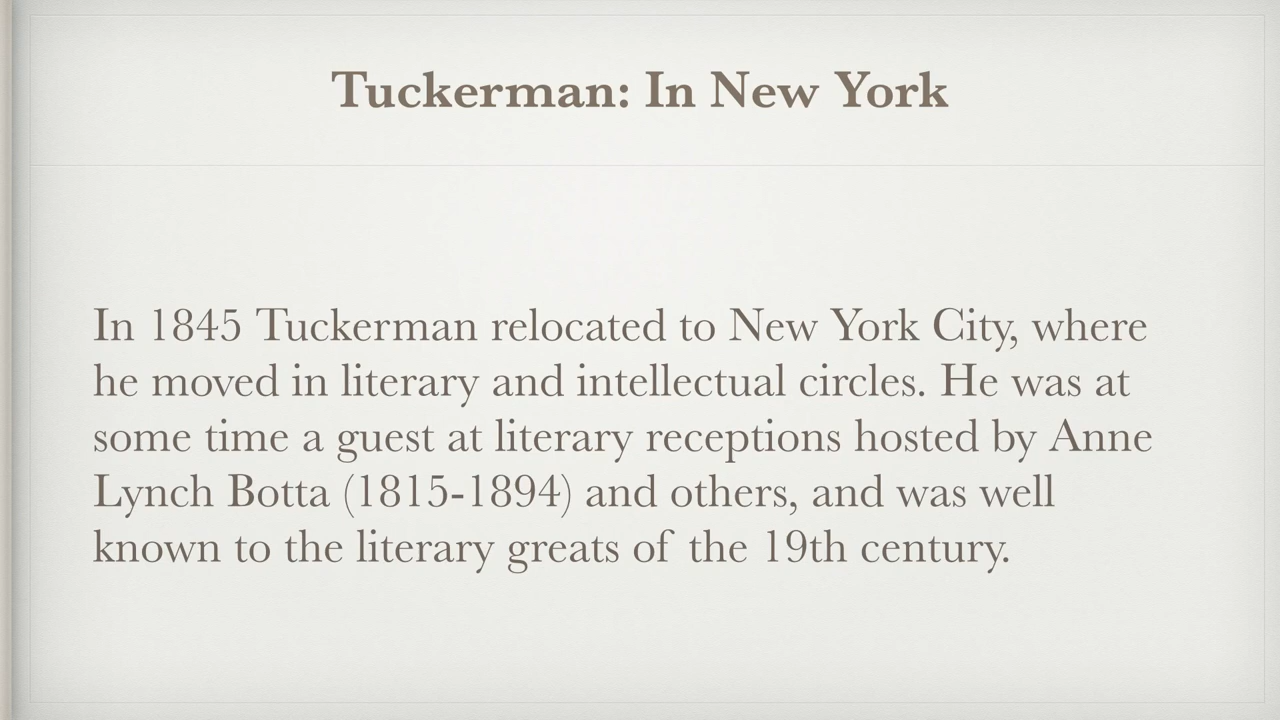 Tuckerman: In New York
In 1845 Tuckerman relocated to New York City, where
he moved in literary and intellectual circles. He was at
some time a guest at literary receptions hosted by Anne
Lynch Botta (1815-1894) and others, and was well
known to the literary greats of the 19th century.